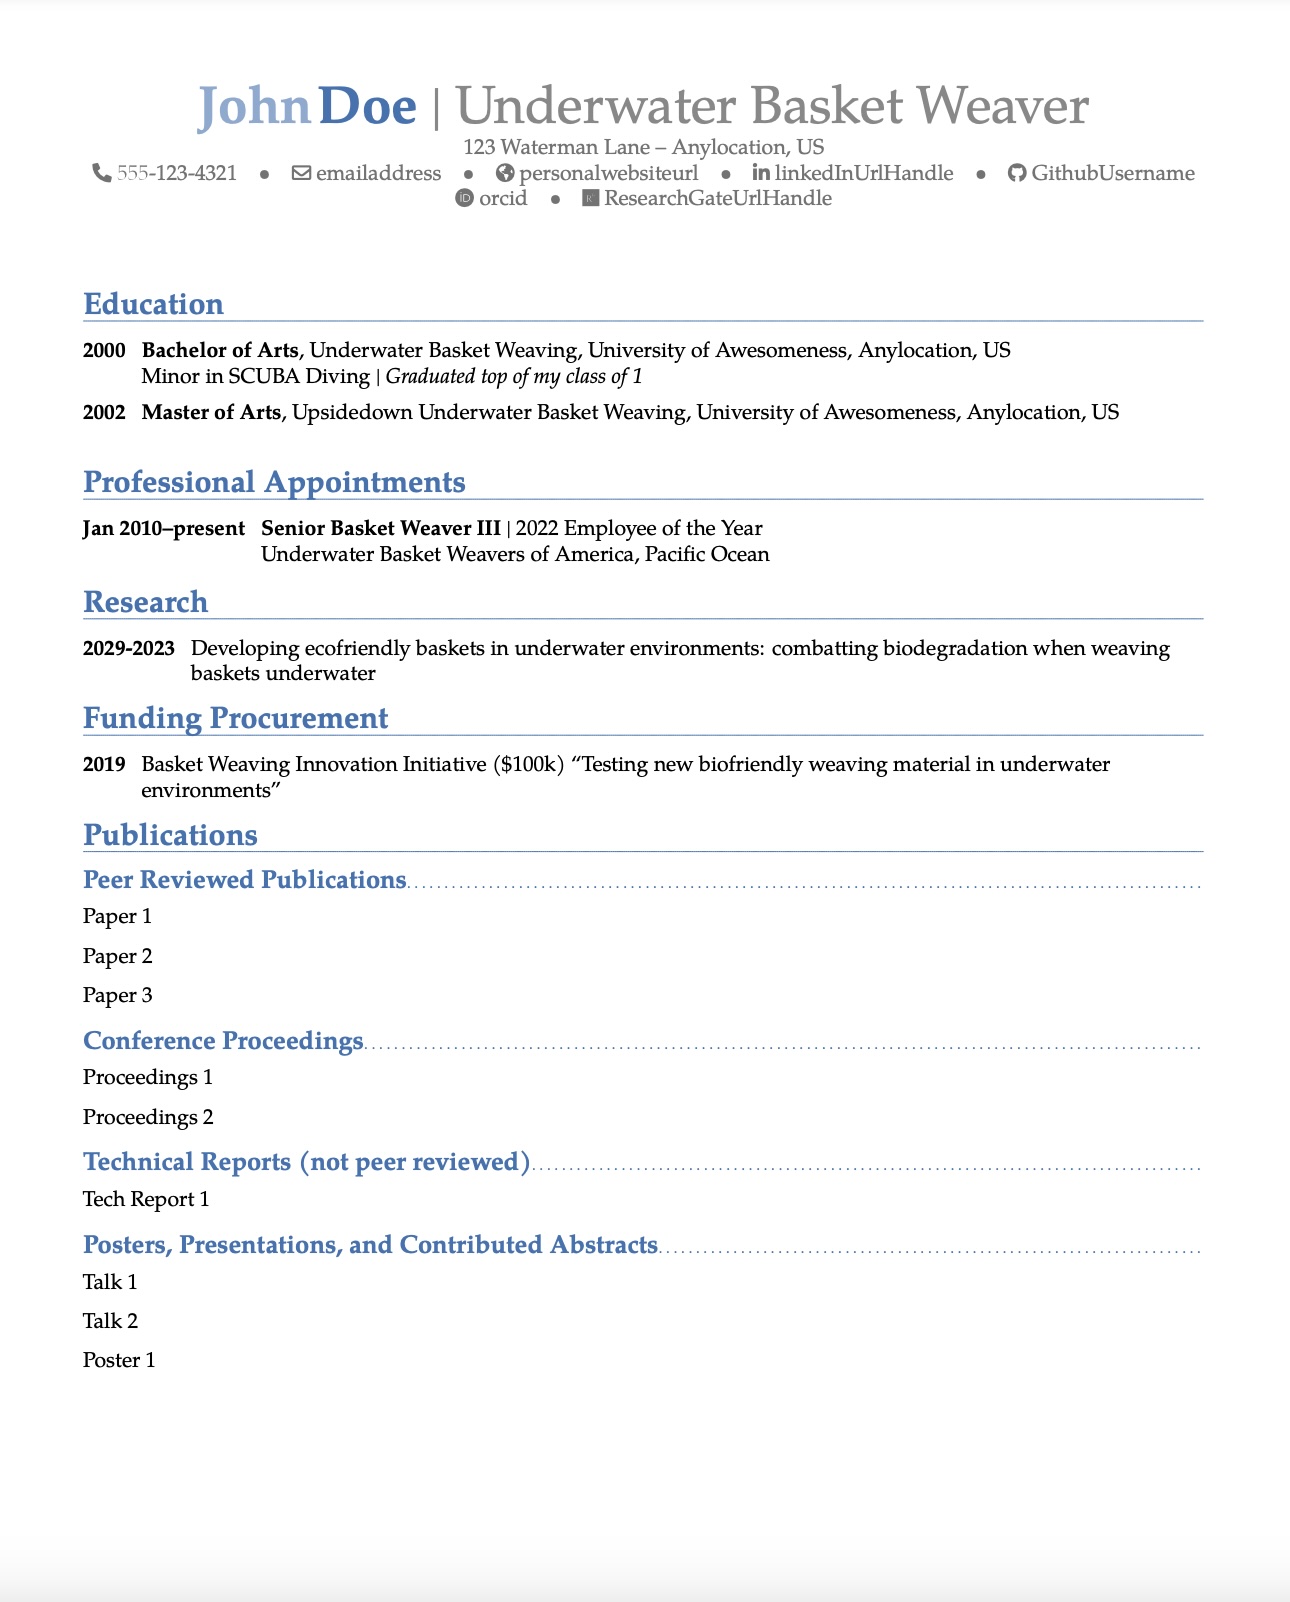 John Doe | Underwater Basket Weaver
123 Waterman Lane – Anylocation, US
555-123-4321 ● emailaddress ● personalwebsiteurl ● linkedInUrlHandle ● GithubUsername
orcid ● ResearchGateUrlHandle
Education
2000 Bachelor of Arts, Underwater Basket Weaving, University of Awesomeness, Anylocation, US
Minor in SCUBA Diving | Graduated top of my class of 1
2002 Master of Arts, Upsidedown Underwater Basket Weaving, University of Awesomeness, Anylocation, US
Professional Appointments
Jan 2010–present Senior Basket Weaver III | 2022 Employee of the Year
Underwater Basket Weavers of America, Pacific Ocean
Research
2029-2023 Developing ecofriendly baskets in underwater environments: combatting biodegradation when weaving
baskets underwater
Funding Procurement
2019 Basket Weaving Innovation Initiative ($100k) “Testing new biofriendly weaving material in underwater
environments”
Publications
Peer Reviewed Publications
Paper 1
Paper 2
Paper 3
Conference Proceedings
Proceedings 1
Proceedings 2
Technical Reports (not peer reviewed)
Tech Report 1
Posters, Presentations, and Contributed Abstracts
Talk 1
Talk 2
Poster 1